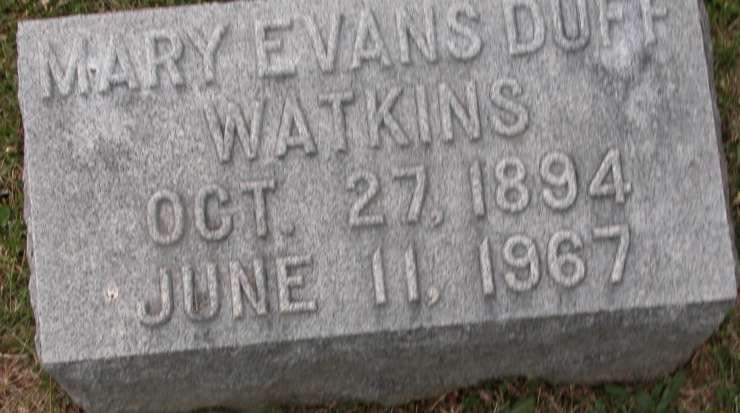 MARY EVANS DUFF
WATKINS
OCT. 27, 1894
JUNE 11, 1967